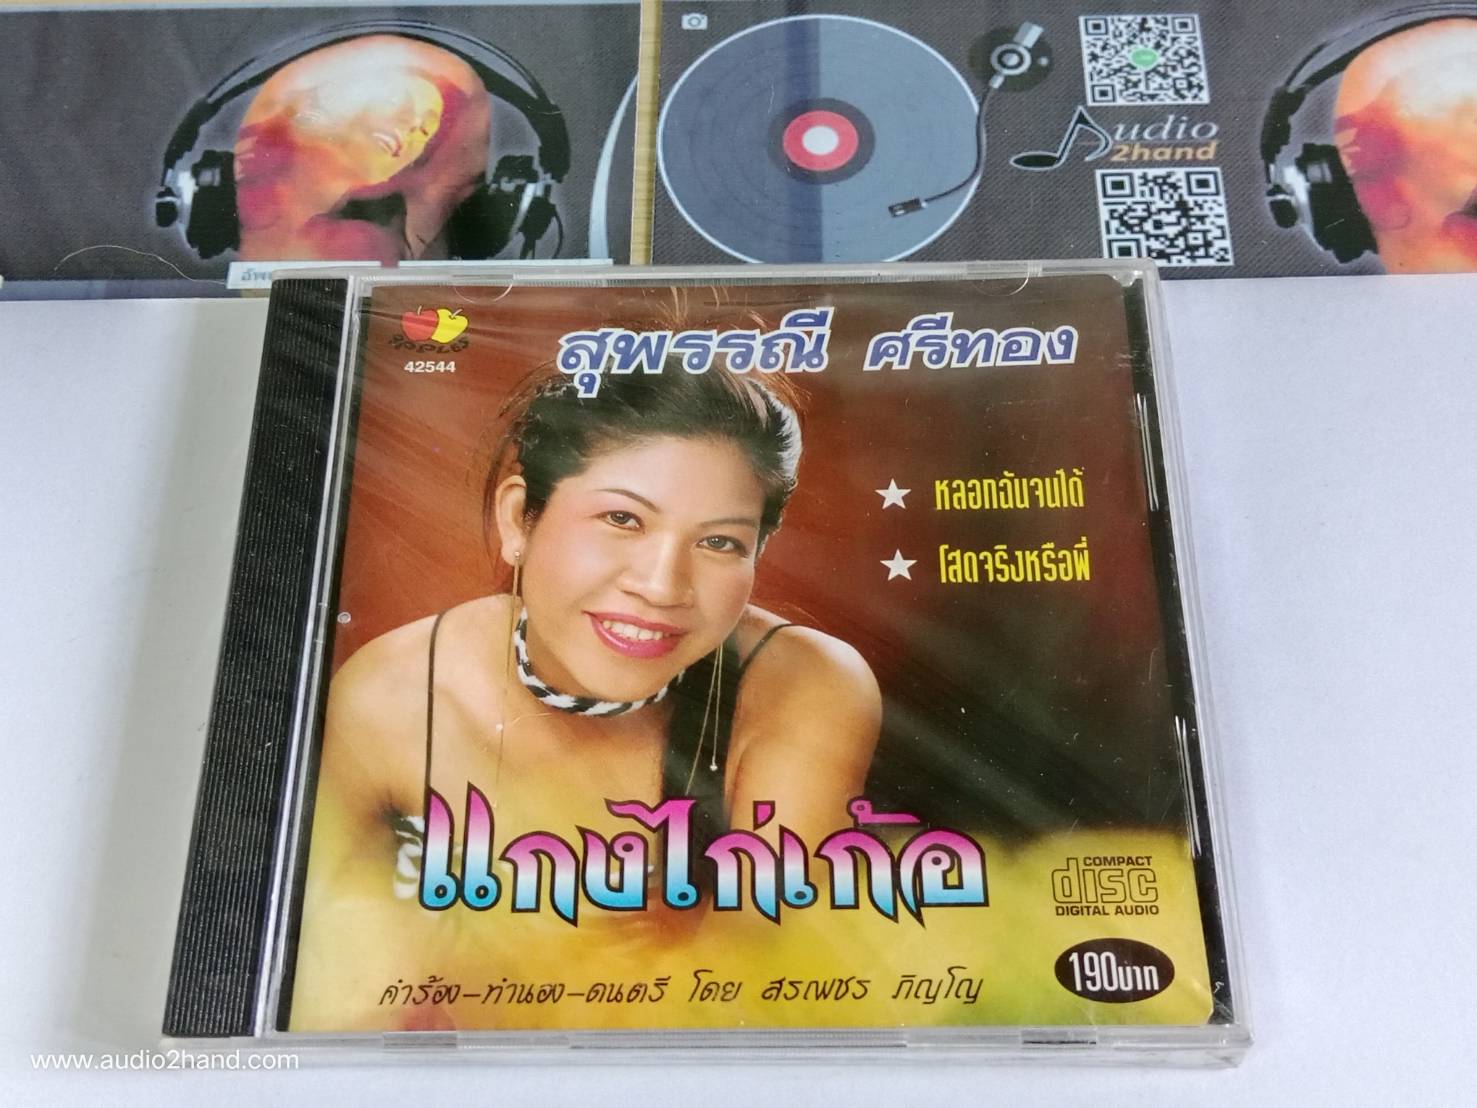 Audio
2hand
อัพ
apple
42544
สุพรรณี ศรีทอง
★ หลอกฉันจนได้
★ โสดจริงหรือพี่
แกงไก่เก้อ
COMPACT
disc
DIGITAL AUDIO
190บาท
คำร้อง-ทำนอง-ดนตรี โดย สรณชร ภิญโญ
www.audio2hand.com